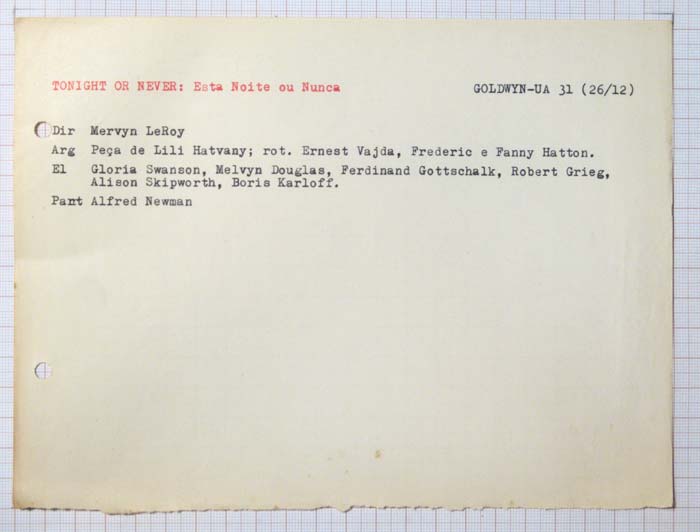 TONIGHT OR NEVER: Esta Noite ou Nunca GOLDWYN-UA 31 (26/12)
Dir Mervyn LeRoy
Arg Peça de Lili Hatvany; rot. Ernest Vajda, Frederic e Fanny Hatton.
El Gloria Swanson, Melvyn Douglas, Ferdinand Gottschalk, Robert Grieg,
Alison Skipworth, Boris Karloff.
Part Alfred Newman